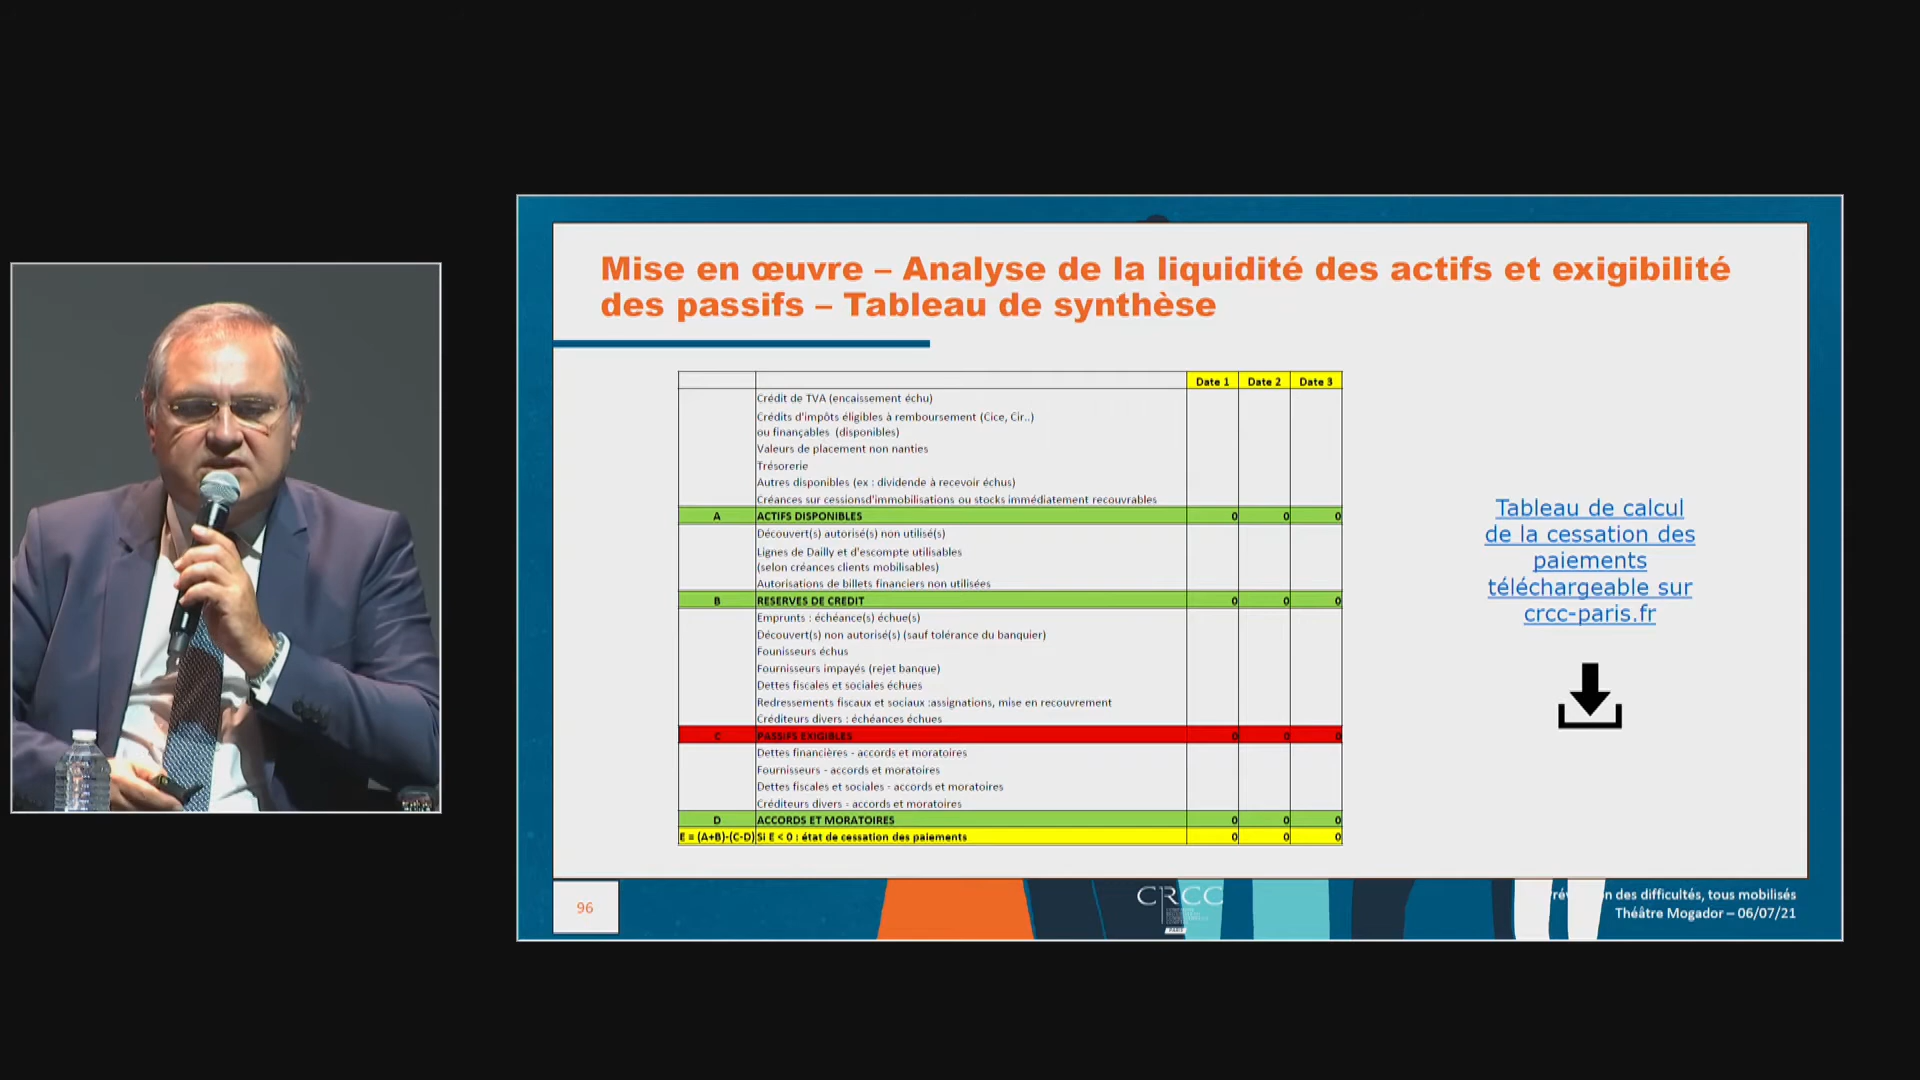 Mise en œuvre – Analyse de la liquidité des actifs et exigibilité
des passifs – Tableau de synthèse
Date 1 Date 2 Date 3
Crédit de TVA (encaissement échu)
Crédits d'impôts éligibles à remboursement (Cice, Cir..)
ou finançables (disponibles)
Valeurs de placement non nanties
Trésorerie
Autres disponibles (ex : dividende à recevoir échus)
Créances sur cessionsd'immobilisations ou stocks immédiatement recouvrables
A ACTIFS DISPONIBLES 0 0 0
Découvert(s) autorisé(s) non utilisé(s)
Lignes de Dailly et d'escompte utilisables
(selon créances clients mobilisables)
Autorisations de billets financiers non utilisées
B RESERVES DE CREDIT 0 0 0
Emprunts : échéance(s) échue(s)
Découvert(s) non autorisé(s) (sauf tolérance du banquier)
Founisseurs échus
Fournisseurs impayés (rejet banque)
Dettes fiscales et sociales échues
Redressements fiscaux et sociaux :assignations, mise en recouvrement
Créditeurs divers : échéances échues
C PASSIFS EXIGIBLES 0 0 0
Dettes financières - accords et moratoires
Fournisseurs - accords et moratoires
Dettes fiscales et sociales - accords et moratoires
Créditeurs divers - accords et moratoires
D ACCORDS ET MORATOIRES 0 0 0
E = (A+B)-(C-D) Si E < 0 : état de cessation des paiements 0 0 0
Tableau de calcul
de la cessation des
paiements
téléchargeable sur
crcc-paris.fr
96
CRCC
PARIS
des difficultés, tous mobilisés
Théâtre Mogador – 06/07/21